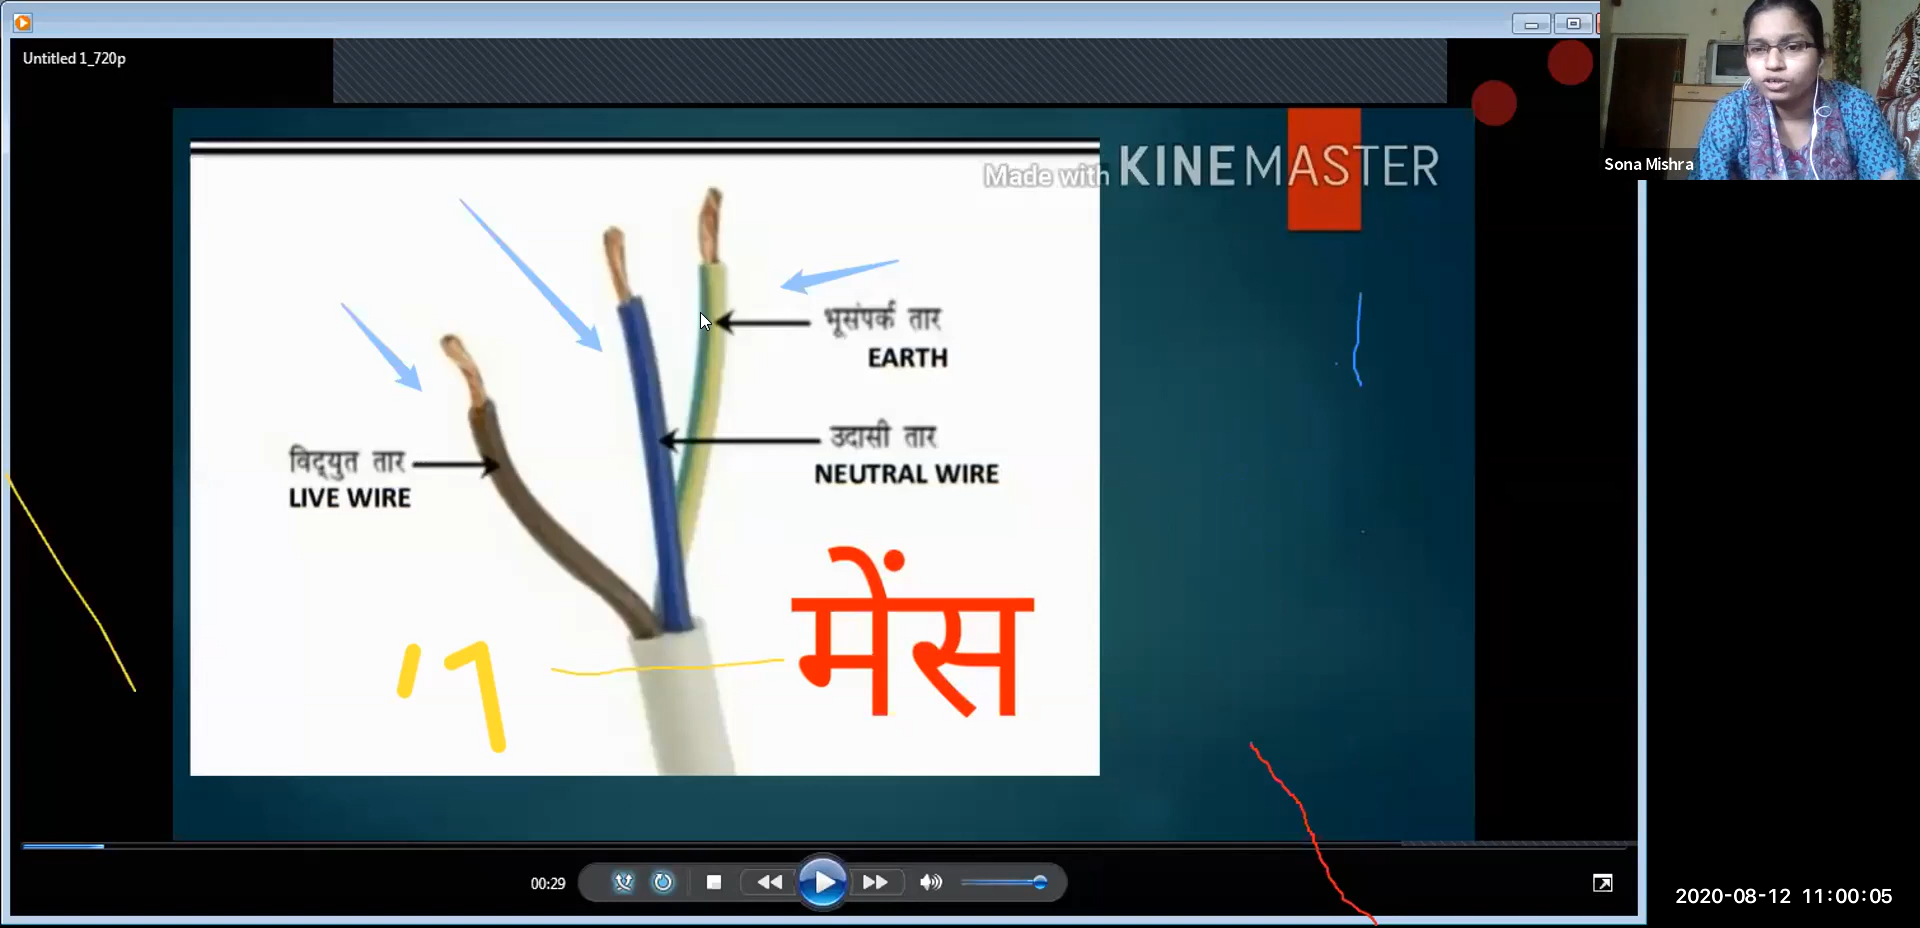 Untitled 1_720p
Made with KINEMASTER
Sona Mishra
भूसंपर्क तार
EARTH
उदासी तार
NEUTRAL WIRE
विद्युत तार
LIVE WIRE
मेंस
00:29
2020-08-12 11:00:05